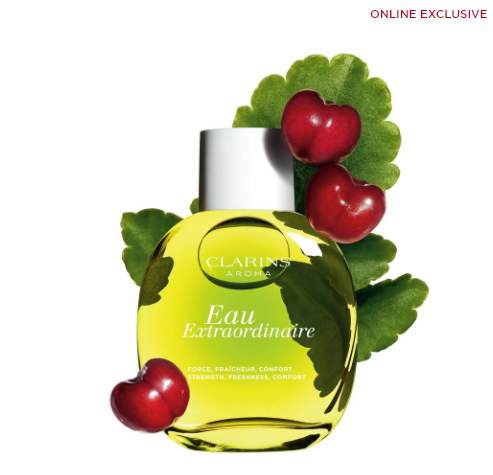 ONLINE EXCLUSIVE
CLARINS
AROMA
Eau
Extraordinaire
FORCE, FRAÎCHEUR, CONFORT
STRENGTH, FRESHNESS, COMFORT